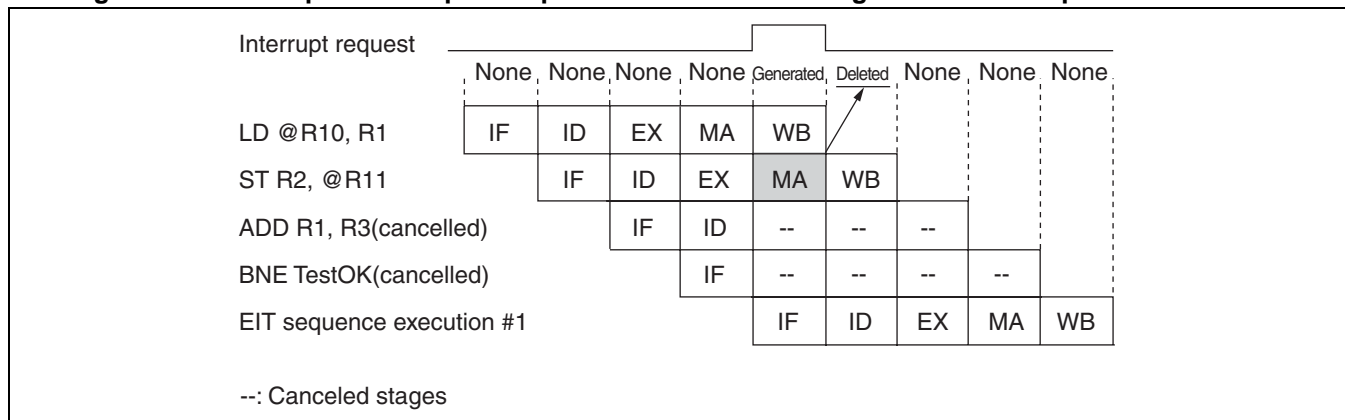 Interrupt request
None None None None Generated Deleted None None None
LD @R10, R1 IF ID EX MA WB
ST R2, @R11 IF ID EX MA WB
ADD R1, R3(cancelled) IF ID -- -- --
BNE TestOK(cancelled) IF -- -- -- --
EIT sequence execution #1 IF ID EX MA WB
--: Canceled stages